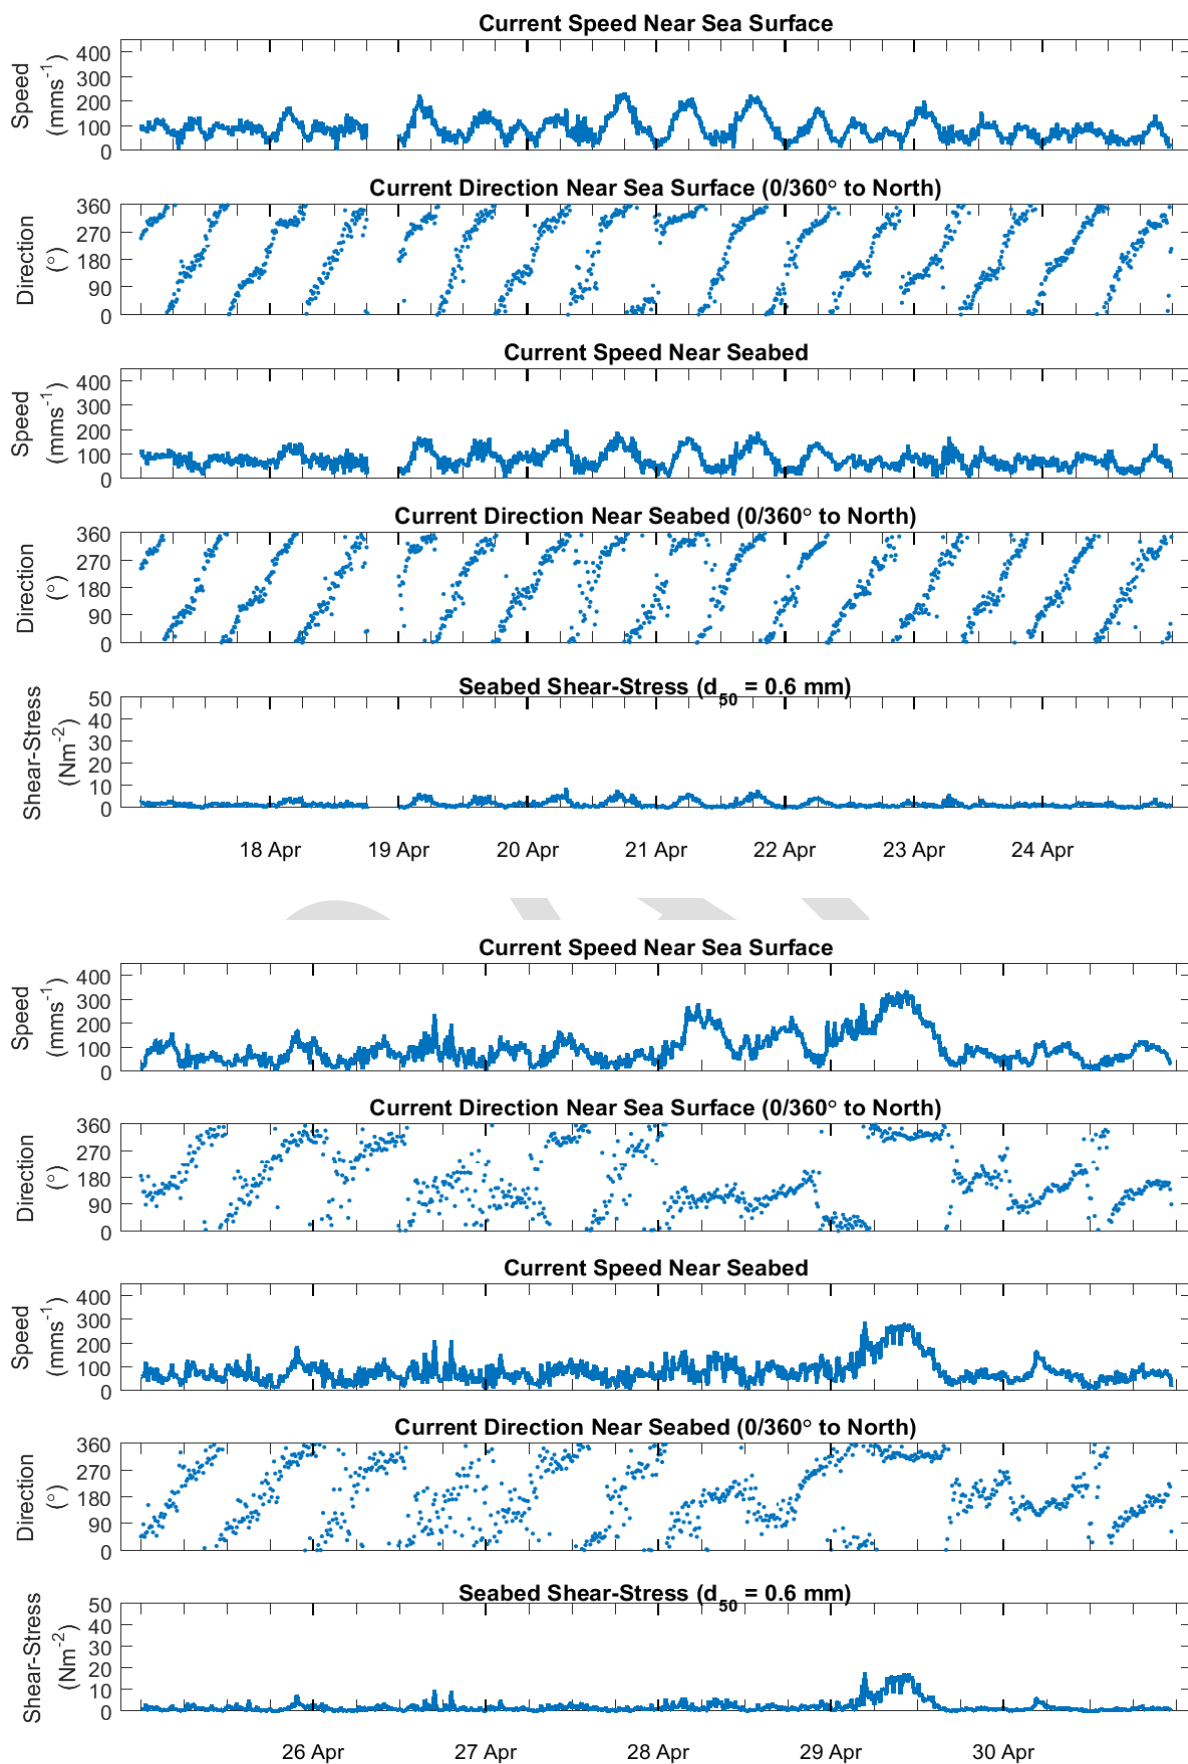 Current Speed Near Sea Surface
Speed
(mms-1)
400
300
200
100
0
Current Direction Near Sea Surface (0/360° to North)
Direction
(°)
360
270
180
90
0
Current Speed Near Seabed
Speed
(mms-1)
400
300
200
100
0
Current Direction Near Seabed (0/360° to North)
Direction
(°)
360
270
180
90
0
Seabed Shear-Stress (d50 = 0.6 mm)
Shear-Stress
(Nm-2)
50
40
30
20
10
0
18 Apr 19 Apr 20 Apr 21 Apr 22 Apr 23 Apr 24 Apr
Current Speed Near Sea Surface
Speed
(mms-1)
400
300
200
100
0
Current Direction Near Sea Surface (0/360° to North)
Direction
(°)
360
270
180
90
0
Current Speed Near Seabed
Speed
(mms-1)
400
300
200
100
0
Current Direction Near Seabed (0/360° to North)
Direction
(°)
360
270
180
90
0
Seabed Shear-Stress (d50 = 0.6 mm)
Shear-Stress
(Nm-2)
50
40
30
20
10
0
26 Apr 27 Apr 28 Apr 29 Apr 30 Apr